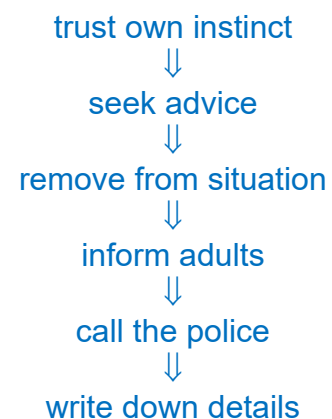 trust own instinct
⇓
seek advice
⇓
remove from situation
⇓
inform adults
⇓
call the police
⇓
write down details